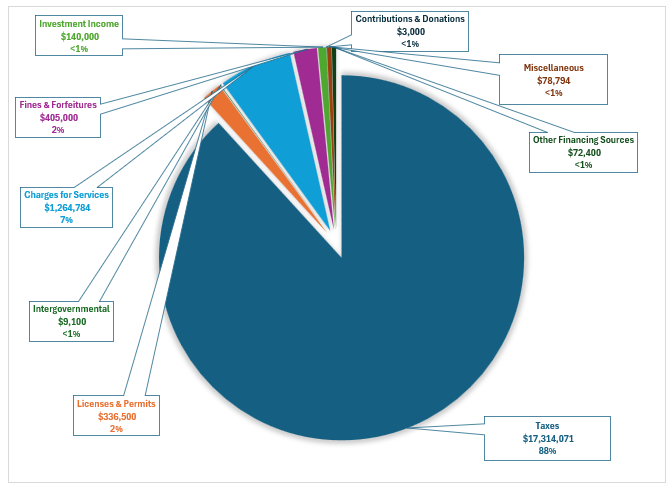 Investment Income
$140,000
<1%
Contributions & Donations
$3,000
<1%
Miscellaneous
$78,794
<1%
Fines & Forfeitures
$405,000
2%
Other Financing Sources
$72,400
<1%
Charges for Services
$1,264,784
7%
Intergovernmental
$9,100
<1%
Licenses & Permits
$336,500
2%
Taxes
$17,314,071
88%